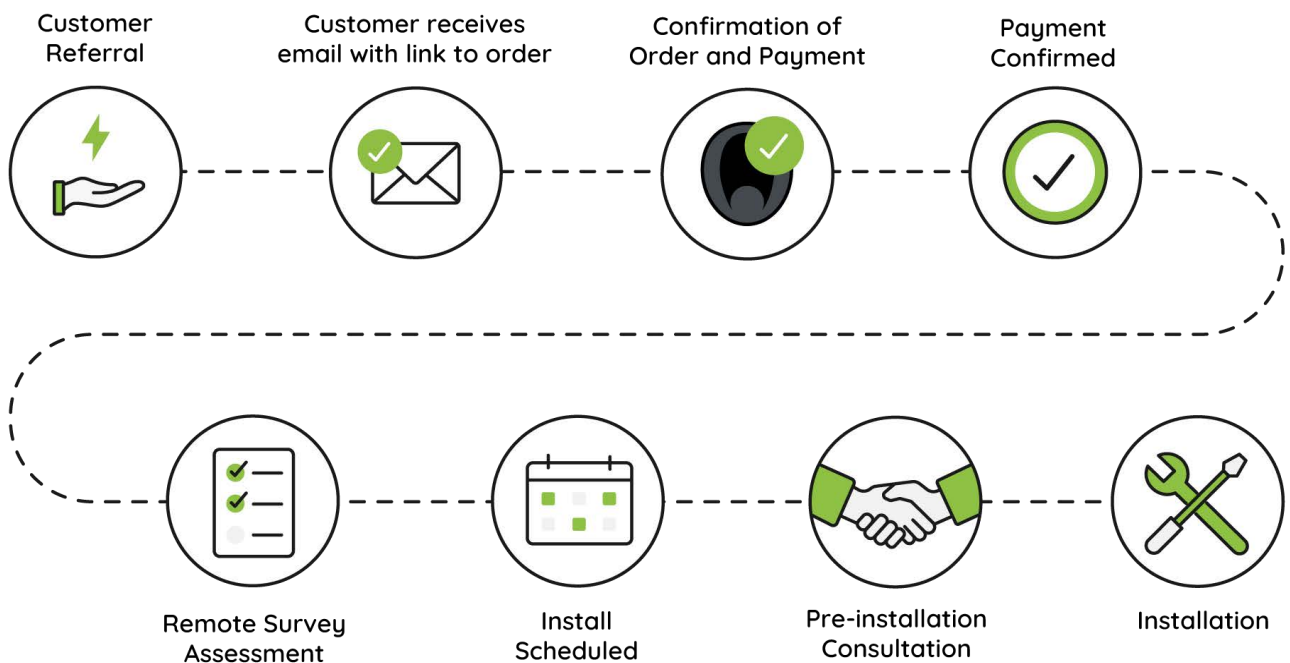 Customer
Referral
Customer receives
email with link to order
Confirmation of
Order and Payment
Payment
Confirmed
Remote Survey
Assessment
Install
Scheduled
Pre-installation
Consultation
Installation